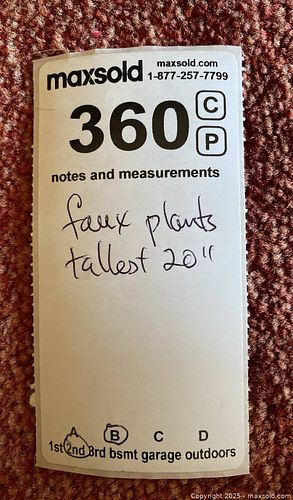 maxsold maxsold.com
1-877-257-7799
360 C
P
notes and measurements
faux plants
tallest 20"
A B C D
1st 2nd 3rd bsmt garage outdoors
Copyright 2025- maxsold.com